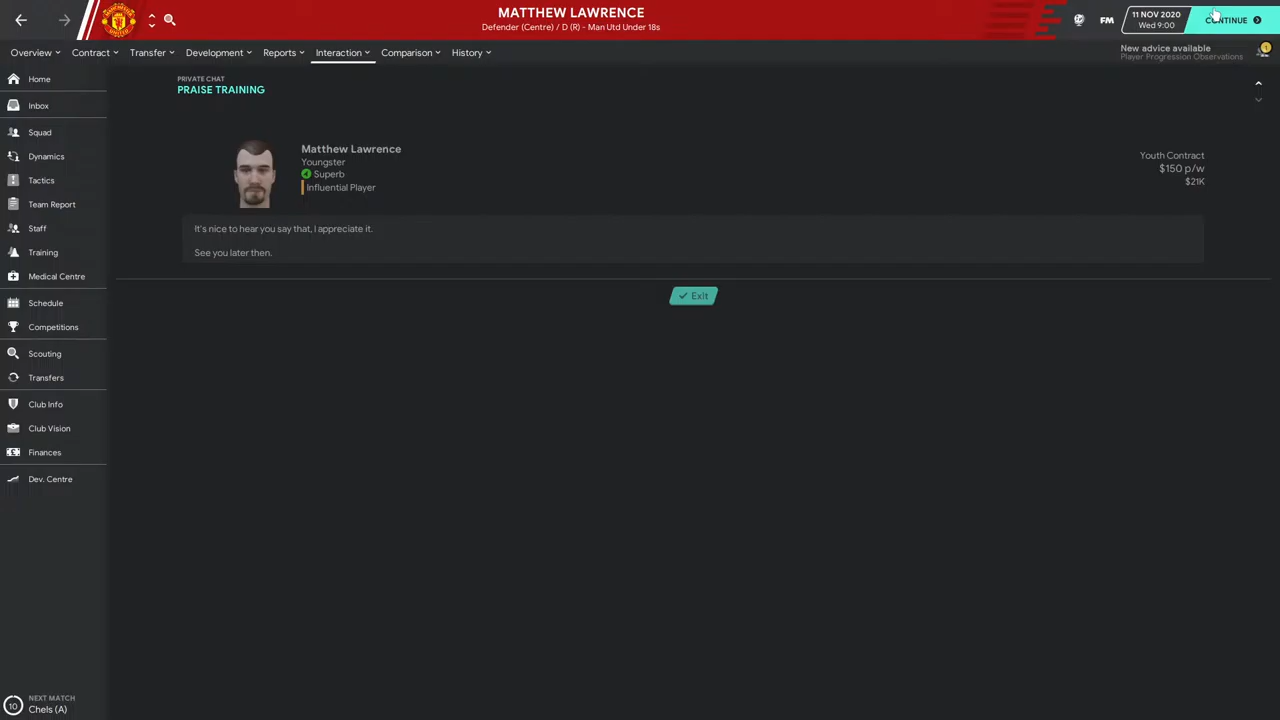 MATTHEW LAWRENCE
Defender (Centre) / D (R) - Man Utd Under 18s
FM
11 NOV 2020
Wed 9:00
CONTINUE
Overview
Contract
Transfer
Development
Reports
Interaction
Comparison
History
New advice available
Player Progression Observations
1
Home
Inbox
Squad
Dynamics
Tactics
Team Report
Staff
Training
Medical Centre
Schedule
Competitions
Scouting
Transfers
Club Info
Club Vision
Finances
Dev. Centre
10
NEXT MATCH
Chels (A)
PRIVATE CHAT
PRAISE TRAINING
Matthew Lawrence
Youngster
Superb
Influential Player
Youth Contract
$150 p/w
$21K
It's nice to hear you say that, I appreciate it.
See you later then.
Exit